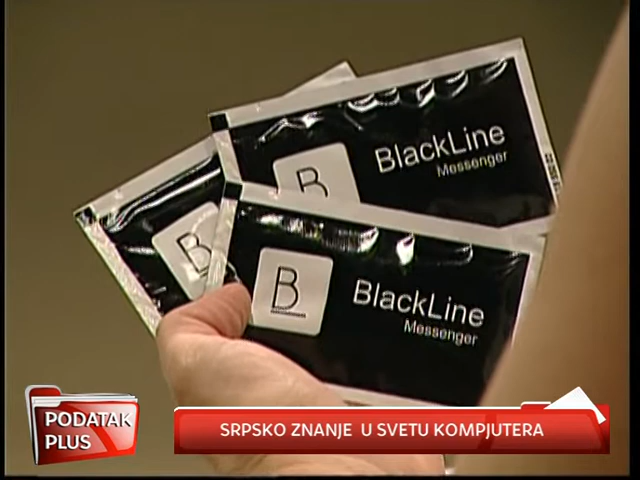 BlackLine
Messenger
B
B
B
BlackLine
Messenger
PODATAK
PLUS
SRPSKO ZNANJE U SVETU KOMPJUTERA